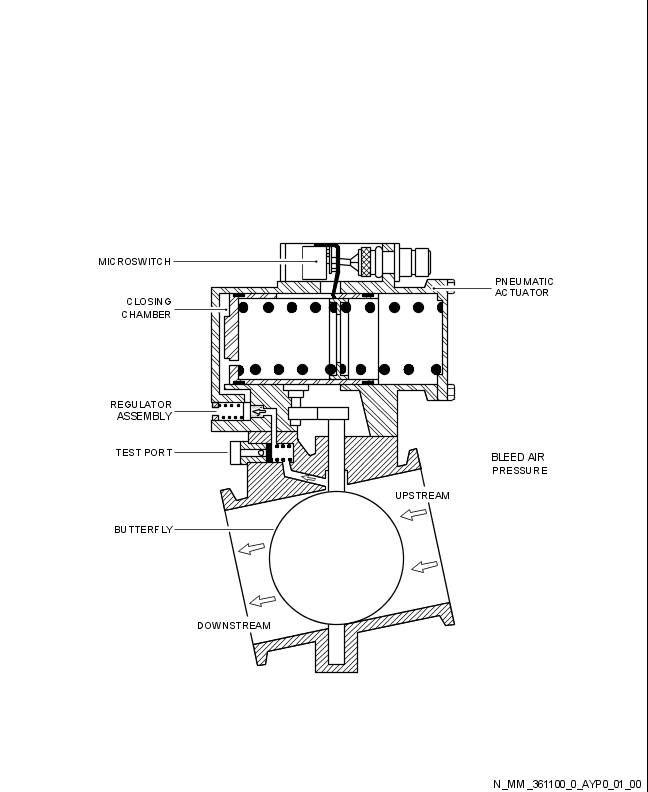 MICROSWITCH
PNEUMATIC
ACTUATOR
CLOSING
CHAMBER
REGULATOR
ASSEMBLY
TEST PORT
BLEED AIR
PRESSURE
UPSTREAM
BUTTERFLY
DOWNSTREAM
N_MM_361100_0_AYP0_01_00